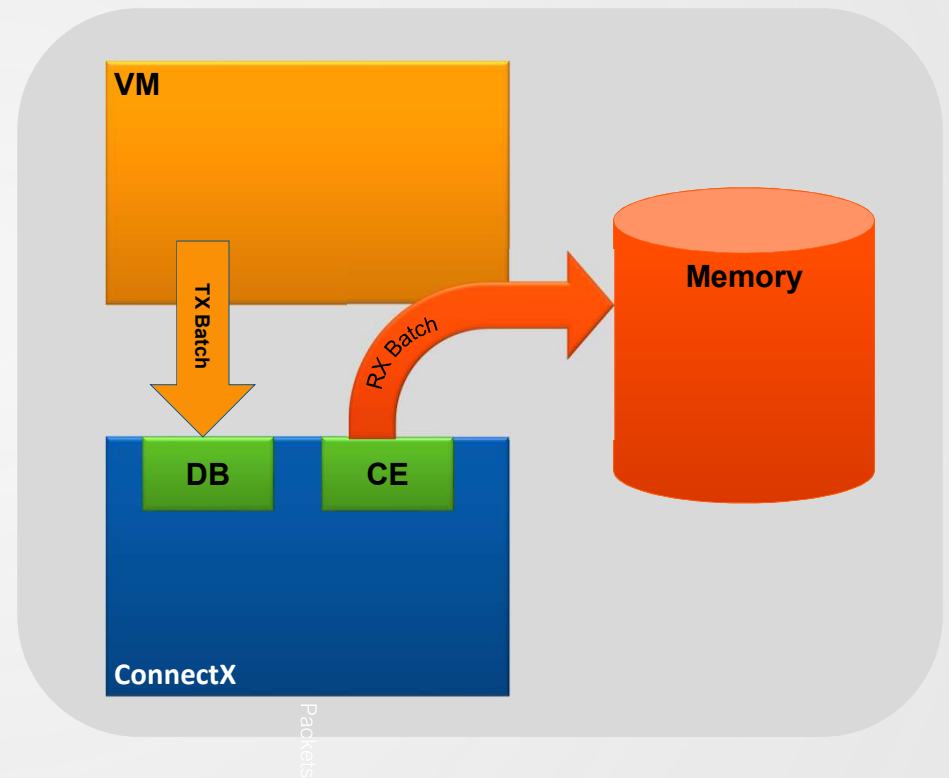 VM
Memory
TX Batch
RX Batch
DB
CE
ConnectX
Packets